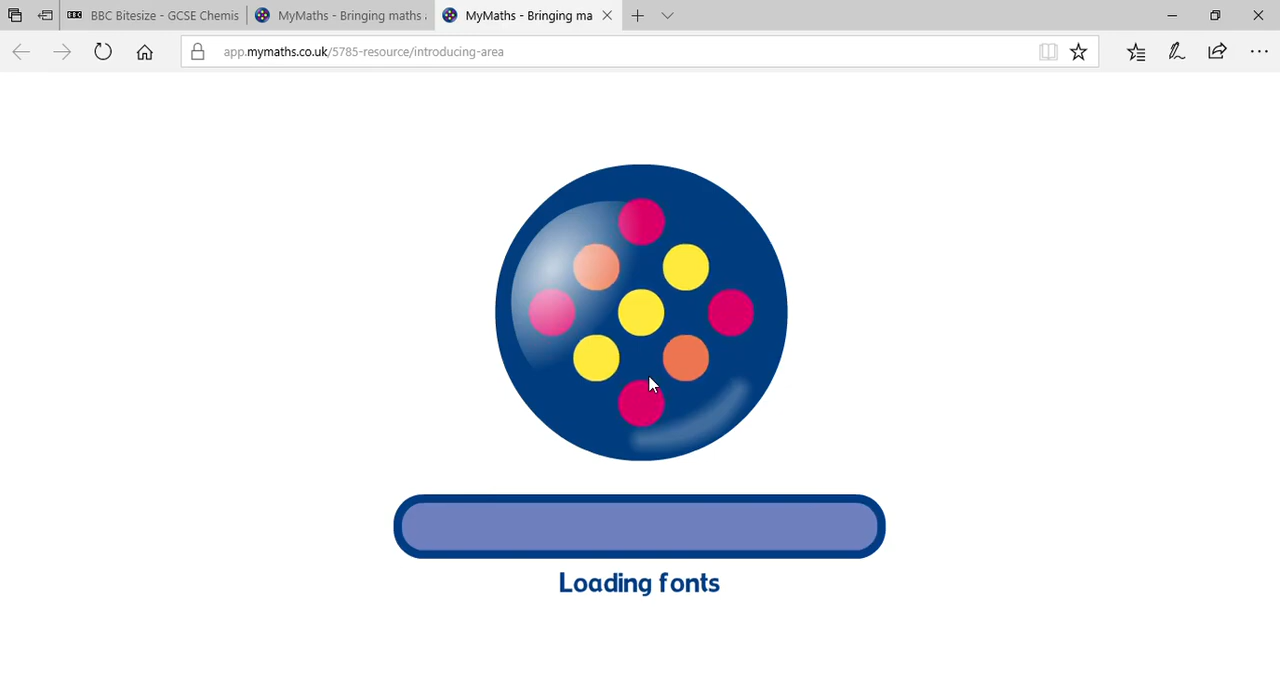 BBC BBC Bitesize - GCSE Chemis
MyMaths - Bringing maths
MyMaths - Bringing ma
app.mymaths.co.uk/5785-resource/introducing-area
Loading fonts